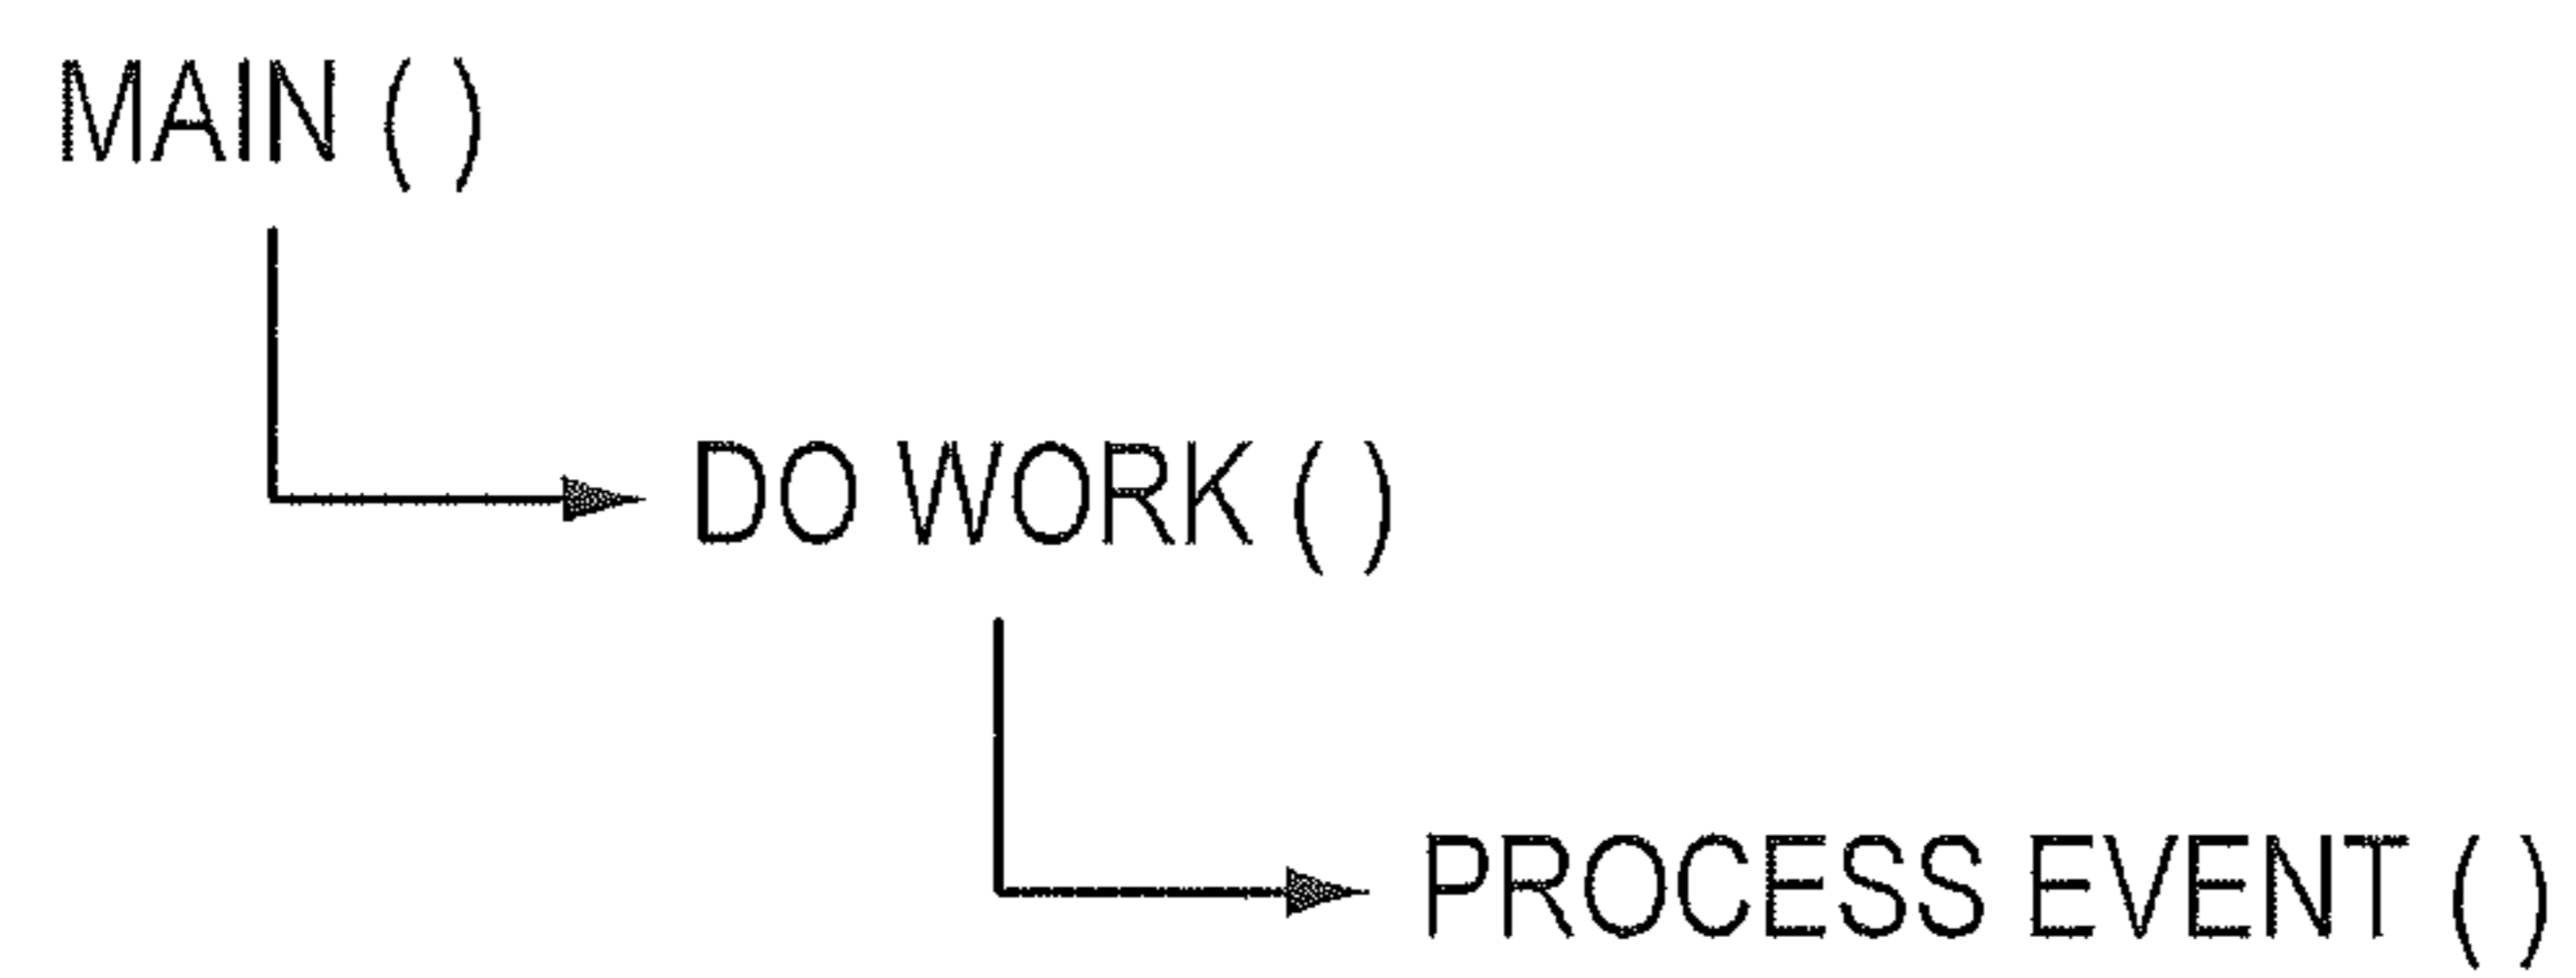 MAIN ( )
DO WORK ( )
PROCESS EVENT ( )